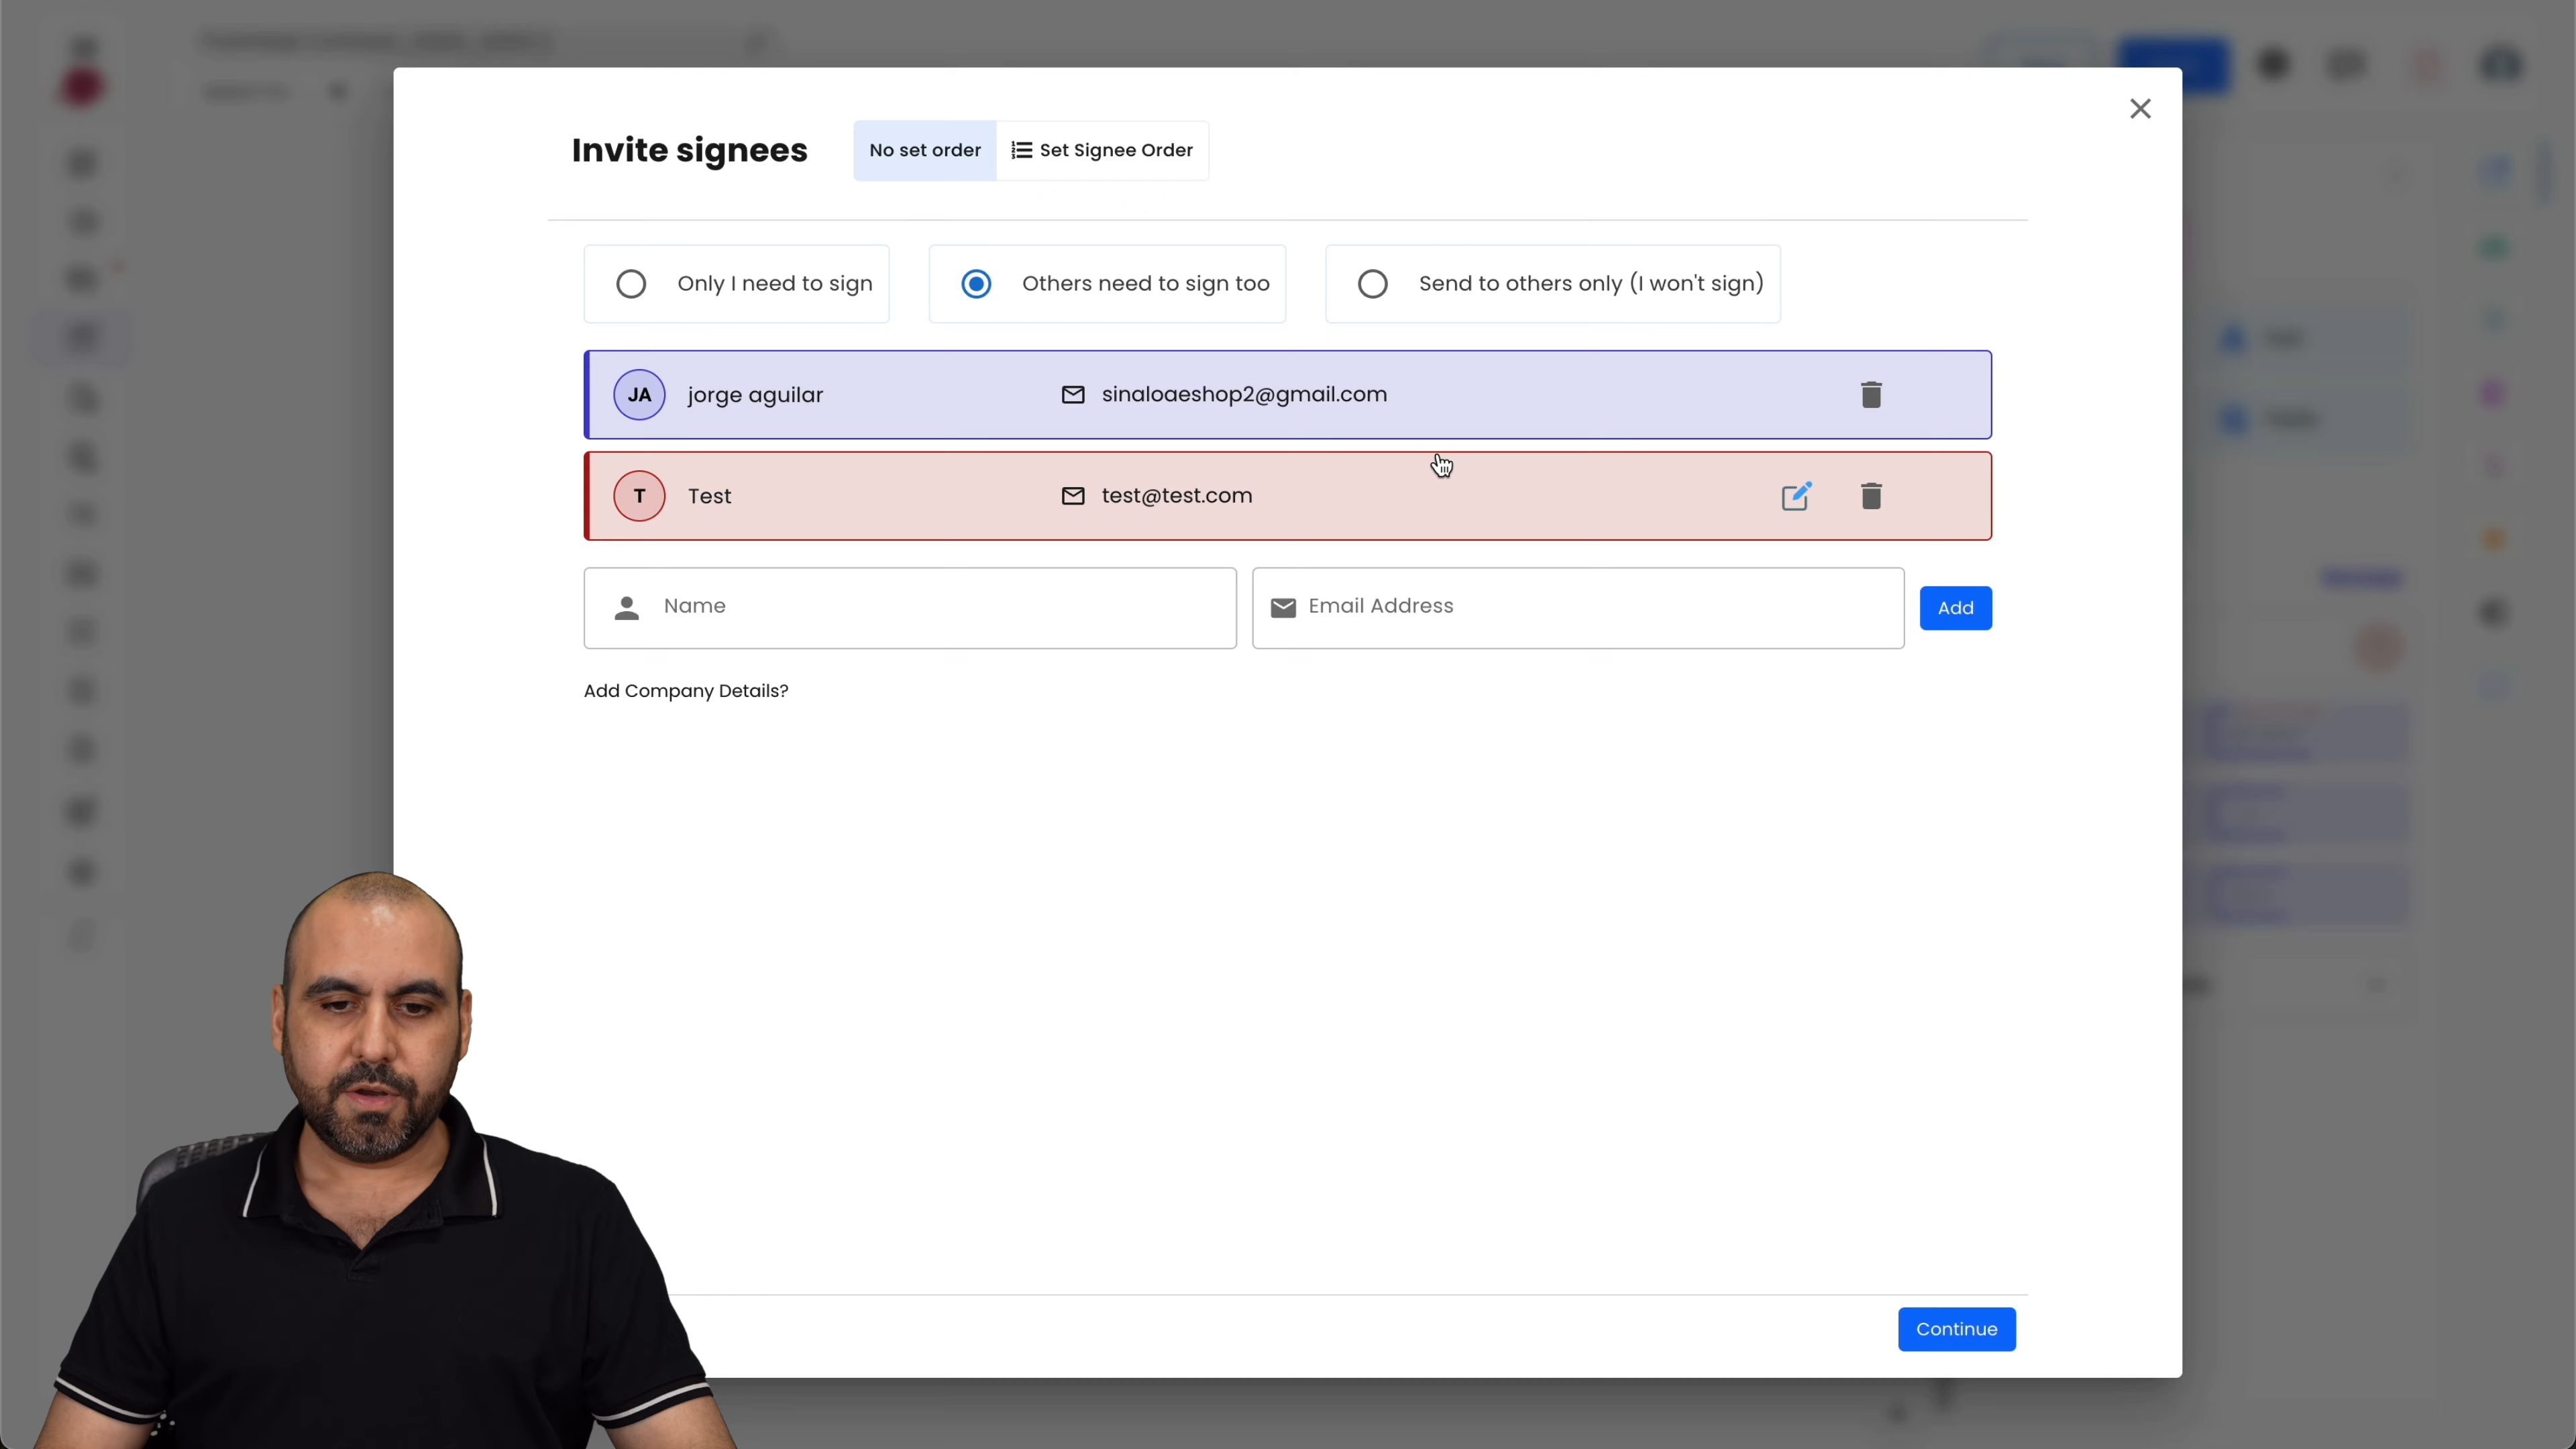 Invite signees
No set order
Set Signee Order
Only I need to sign
Others need to sign too
Send to others only (I won't sign)
JA
jorge aguilar
sinaloaeshop2@gmail.com
T
Test
test@test.com
Name
Email Address
Add
Add Company Details?
Continue